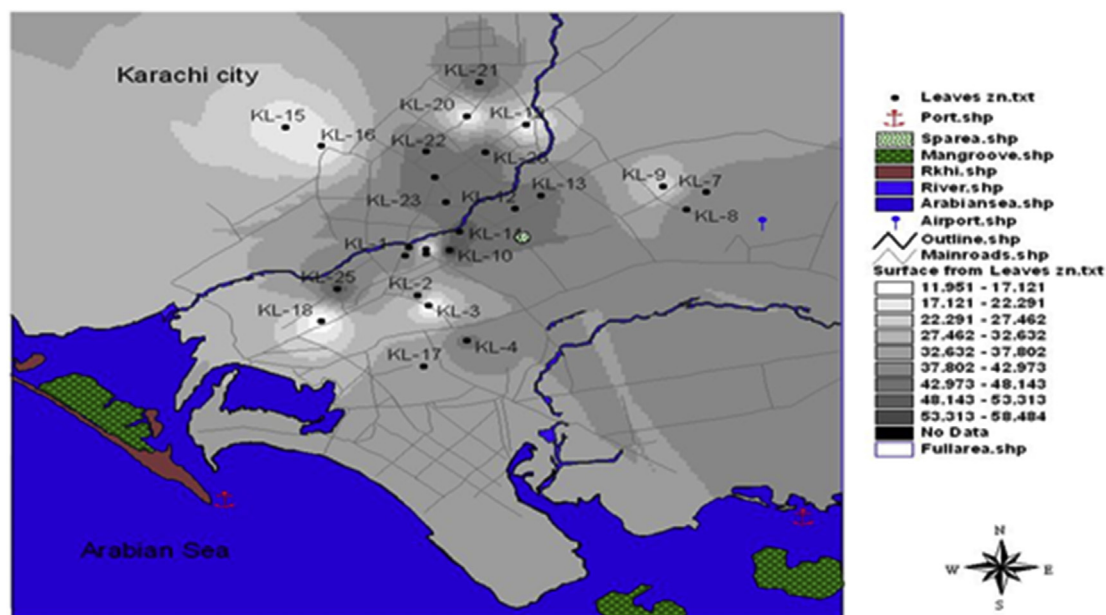 Karachi city
KL-21
KL-20
KL-19
KL-15
KL-16
KL-22
KL-9
KL-7
KL-13
KL-12
KL-23
KL-8
KL-14
KL-1
KL-10
KL-25
KL-2
KL-3
KL-18
KL-4
KL-17
Arabian Sea
Leaves zn.txt
Port.shp
Sparea.shp
Mangroove.shp
Rkhi.shp
River.shp
Arabiansea.shp
Airport.shp
Outline.shp
Mainroads.shp
Surface from Leaves zn.txt
11.951 - 17.121
17.121 - 22.291
22.291 - 27.462
27.462 - 32.632
32.632 - 37.802
37.802 - 42.973
42.973 - 48.143
48.143 - 53.313
53.313 - 58.484
No Data
Fullarea.shp
N
W E
S